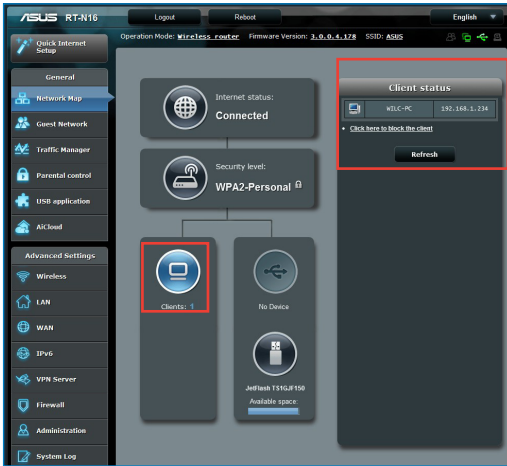 ASUS RT-N16
Logout
Reboot
English
Quick Internet
Setup
Operation Mode: Wireless router Firmware Version: 3.0.0.4.178 SSID: ASUS
General
Network Map
Guest Network
Traffic Manager
Parental control
USB application
AiCloud
Advanced Settings
Wireless
LAN
WAN
IPv6
VPN Server
Firewall
Administration
System Log
Internet status:
Connected
Security level:
WPA2-Personal
Clients: 1
No Device
JetFlash TS1GJF150
Available space:
Client status
WILC-PC 192.168.1.234
Click here to block the client
Refresh